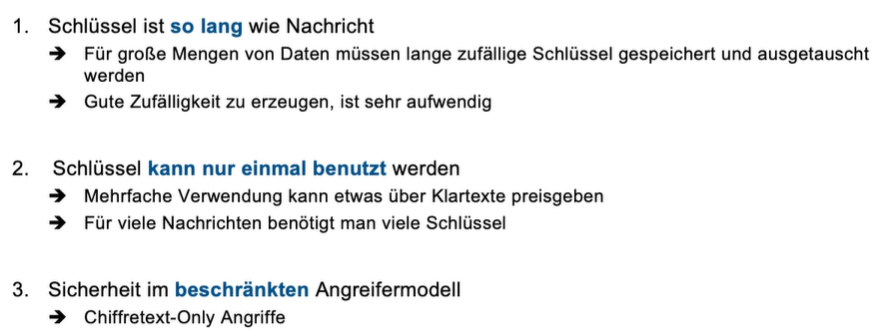 1. Schlüssel ist so lang wie Nachricht
➔ Für große Mengen von Daten müssen lange zufällige Schlüssel gespeichert und ausgetauscht
werden
➔ Gute Zufälligkeit zu erzeugen, ist sehr aufwendig
2. Schlüssel kann nur einmal benutzt werden
➔ Mehrfache Verwendung kann etwas über Klartexte preisgeben
➔ Für viele Nachrichten benötigt man viele Schlüssel
3. Sicherheit im beschränkten Angreifermodell
➔ Chiffretext-Only Angriffe